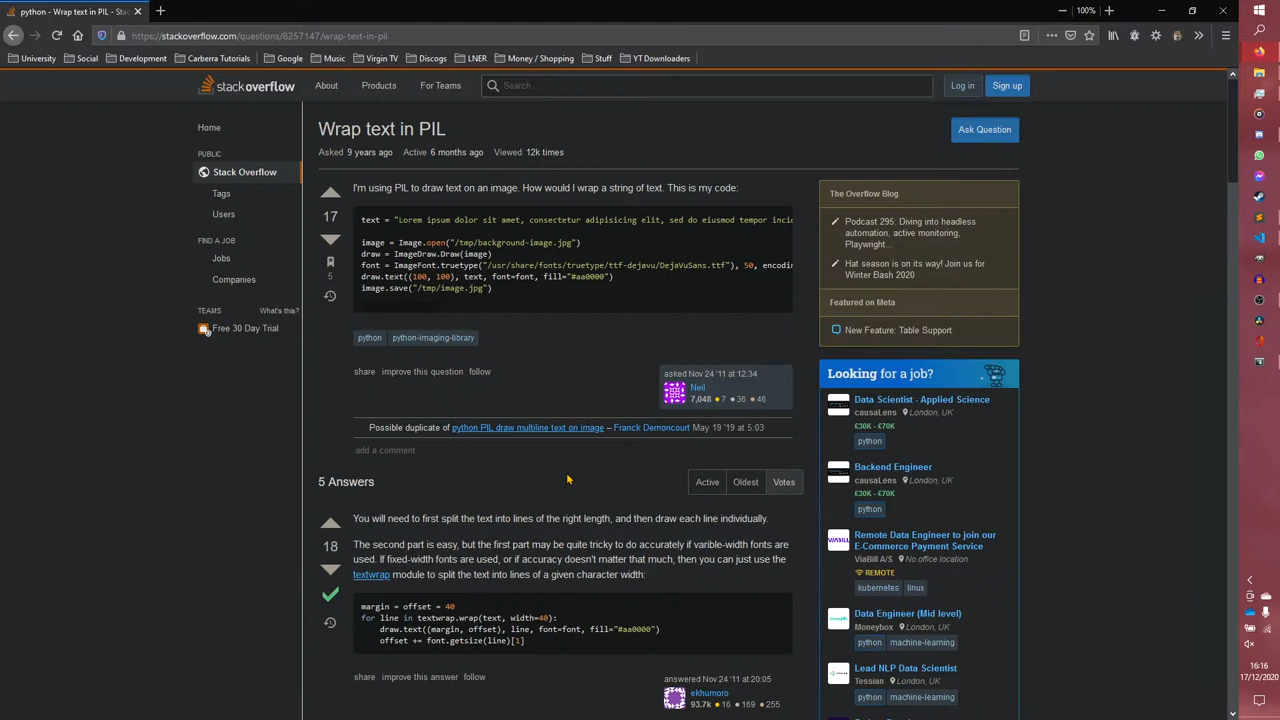 python - Wrap text in PIL - Sta
100%
https://stackoverflow.com/questions/8257147/wrap-text-in-pil
University
Social
Development
Carberra Tutorials
Google
Music
Virgin TV
Discogs
LNER
Money / Shopping
Stuff
YT Downloaders
stackoverflow
About
Products
For Teams
Search...
Log in
Sign up
Home
PUBLIC
Stack Overflow
Tags
Users
FIND A JOB
Jobs
Companies
TEAMS
What's this?
Free 30 Day Trial
Wrap text in PIL
Ask Question
Asked 9 years ago
Active 6 months ago
Viewed 12k times
17
5
I'm using PIL to draw text on an image. How would I wrap a string of text. This is my code:
text = "Lorem ipsum dolor sit amet, consectetur adipisicing elit, sed do eiusmod tempor incid
image = Image.open("/tmp/background-image.jpg")
draw = ImageDraw.Draw(image)
font = ImageFont.truetype("/usr/share/fonts/truetype/ttf-dejavu/DejaVuSans.ttf"), 50, encodin
draw.text((100, 100), text, font=font, fill="#aa0000")
image.save("/tmp/image.jpg")
python
python-imaging-library
share improve this question follow
asked Nov 24 '11 at 12:34
Neil
7,048 7 36 46
Possible duplicate of python PIL draw multiline text on image – Franck Dernoncourt May 19 '19 at 5:03
add a comment
5 Answers
Active
Oldest
Votes
18
You will need to first split the text into lines of the right length, and then draw each line individually.
The second part is easy, but the first part may be quite tricky to do accurately if varible-width fonts are
used. If fixed-width fonts are used, or if accuracy doesn't matter that much, then you can just use the
textwrap module to split the text into lines of a given character width:
margin = offset = 40
for line in textwrap.wrap(text, width=40):
draw.text((margin, offset), line, font=font, fill="#aa0000")
offset += font.getsize(line)[1]
share improve this answer follow
answered Nov 24 '11 at 20:05
ekhumoro
93.7k 16 169 255
The Overflow Blog
Podcast 295: Diving into headless
automation, active monitoring,
Playwright...
Hat season is on its way! Join us for
Winter Bash 2020
Featured on Meta
New Feature: Table Support
Looking for a job?
Data Scientist - Applied Science
causaLens London, UK
£30K - £70K
python
Backend Engineer
causaLens London, UK
£30K - £70K
python
Remote Data Engineer to join our
E-Commerce Payment Service
ViaBill A/S No office location
REMOTE
kubernetes
linux
Data Engineer (Mid level)
Moneybox London, UK
python
machine-learning
Lead NLP Data Scientist
Tessian London, UK
python
machine-learning
16:16
17/12/2020